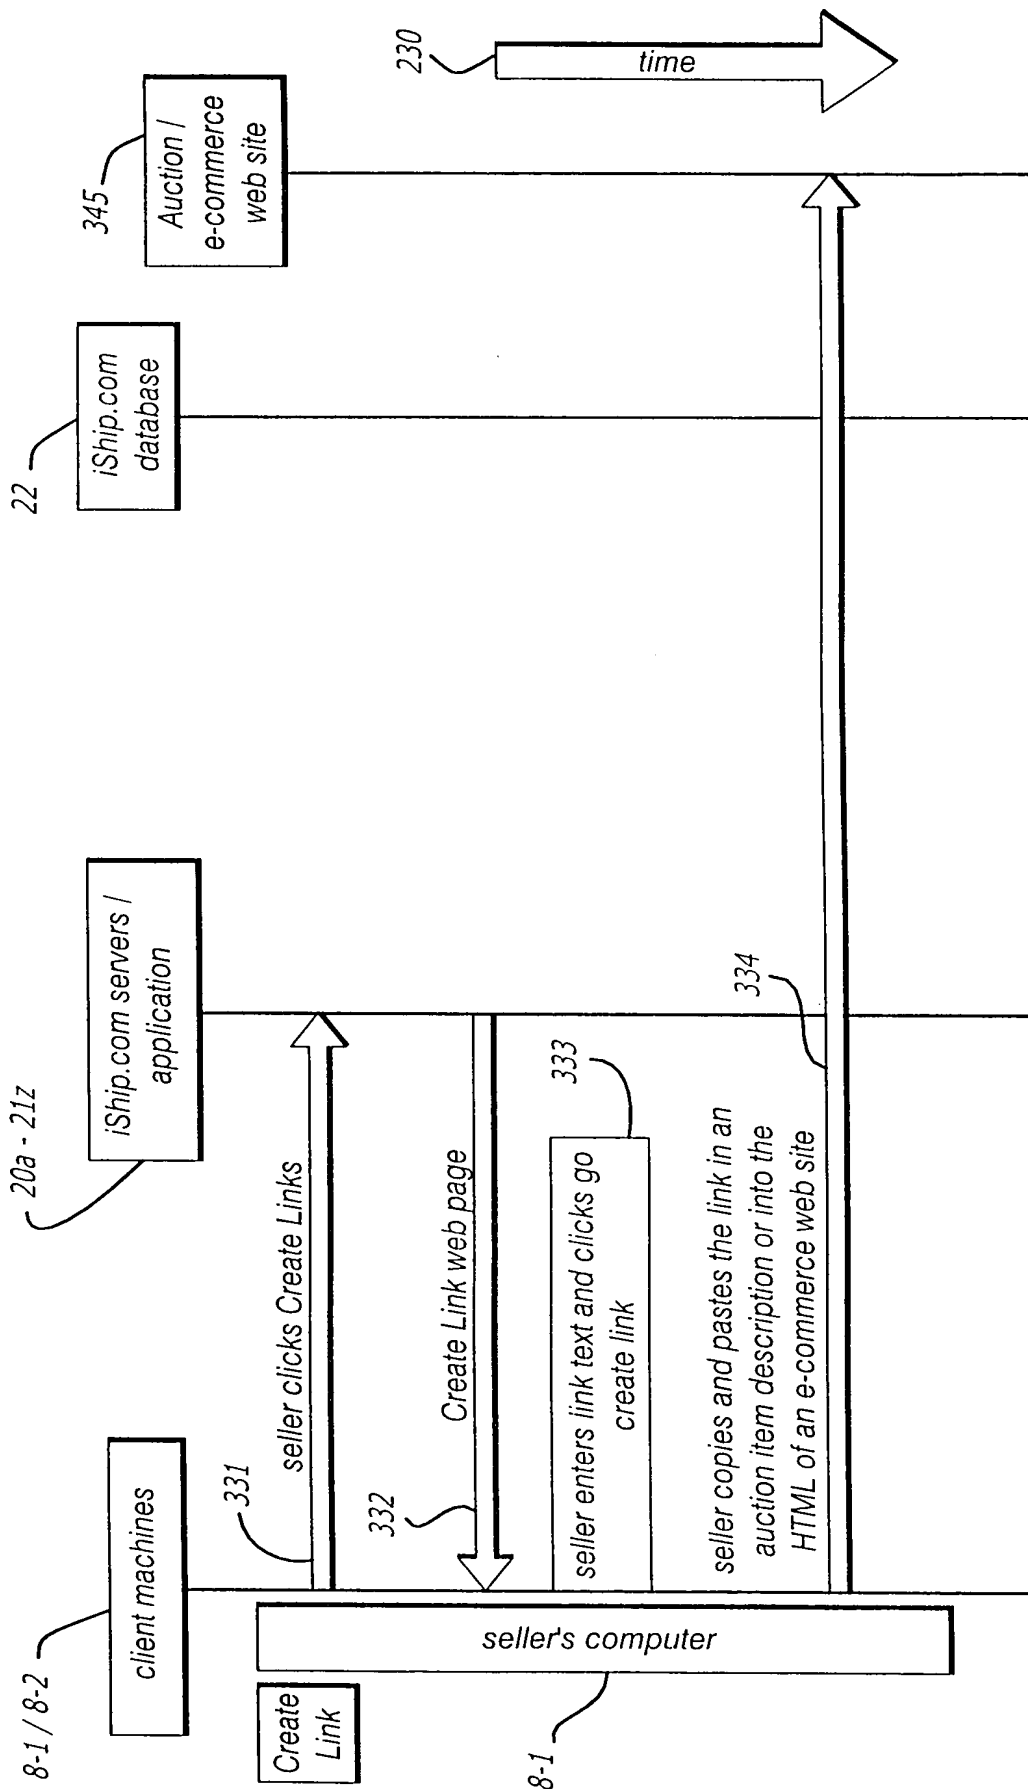 8-1 / 8-2
client machines
20a - 21z
iShip.com servers /
application
22
iShip.com
database
345
Auction /
e-commerce
web site
230
time
Create
Link
8-1
seller's computer
331
seller clicks Create Links
332
Create Link web page
333
seller enters link text and clicks go
create link
334
seller copies and pastes the link in an
auction item description or into the
HTML of an e-commerce web site